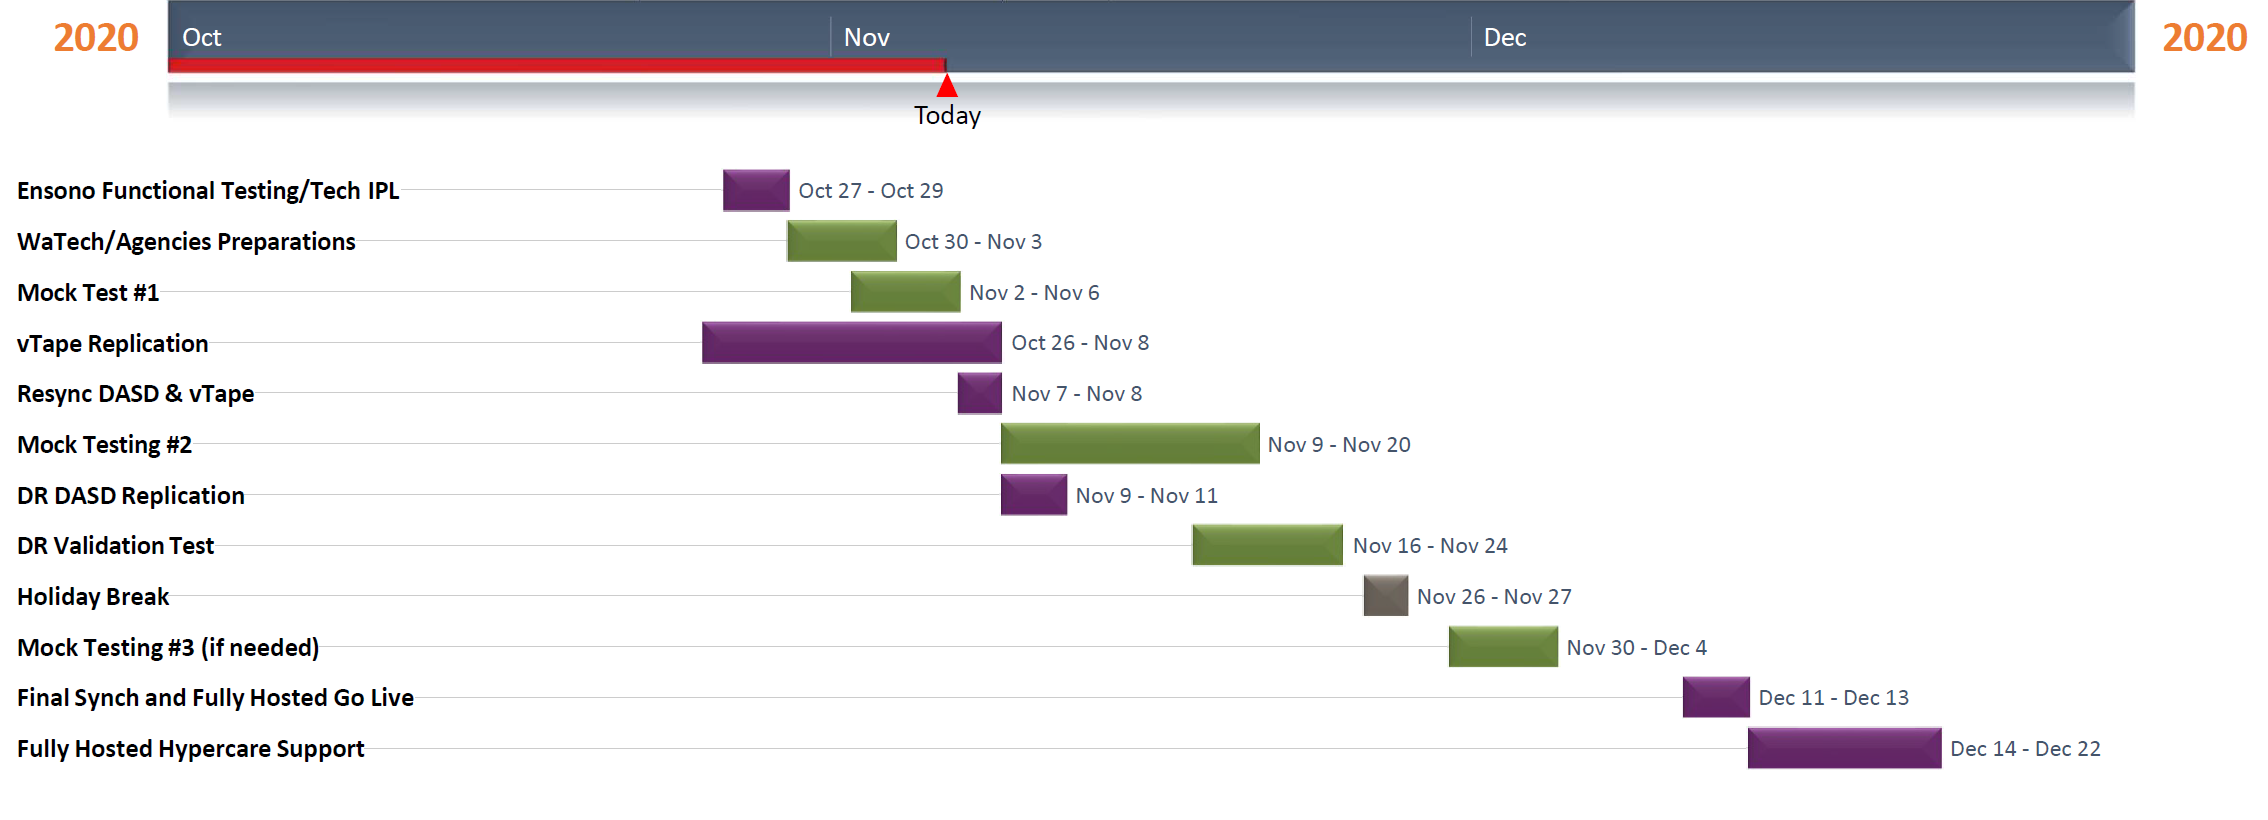 2020 Oct Nov Dec 2020
Today
Ensono Functional Testing/Tech IPL Oct 27 - Oct 29
WaTech/Agencies Preparations Oct 30 - Nov 3
Mock Test #1 Nov 2 - Nov 6
vTape Replication Oct 26 - Nov 8
Resync DASD & vTape Nov 7 - Nov 8
Mock Testing #2 Nov 9 - Nov 20
DR DASD Replication Nov 9 - Nov 11
DR Validation Test Nov 16 - Nov 24
Holiday Break Nov 26 - Nov 27
Mock Testing #3 (if needed) Nov 30 - Dec 4
Final Synch and Fully Hosted Go Live Dec 11 - Dec 13
Fully Hosted Hypercare Support Dec 14 - Dec 22